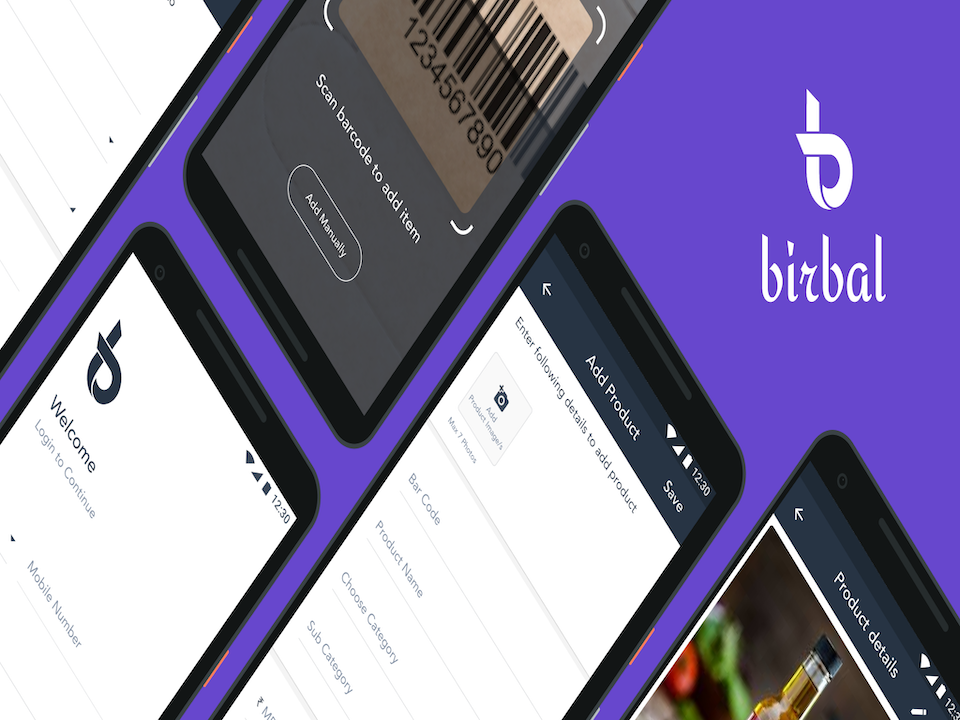 1234567890
Scan barcode to add item
Add Manually
birbal
Welcome
Login to Continue
Mobile Number
12:30
Add Product
Save
12:30
Enter following details to add product
Add
Product Image/s
Max 7 Photos
Bar Code
Product Name
Choose Category
Sub Category
Product details